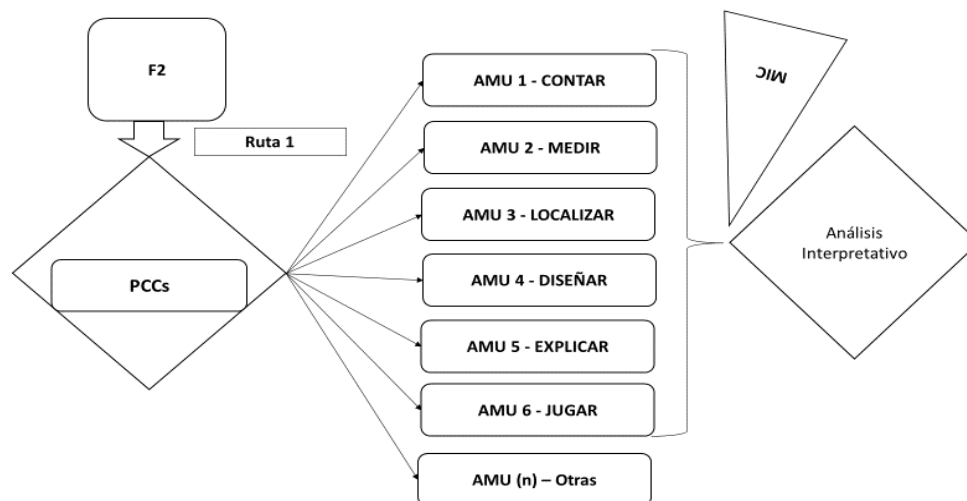 F2
Ruta 1
PCCs
AMU 1 - CONTAR
AMU 2 - MEDIR
AMU 3 - LOCALIZAR
AMU 4 - DISEÑAR
AMU 5 - EXPLICAR
AMU 6 - JUGAR
AMU (n) – Otras
MIC
Análisis
Interpretativo